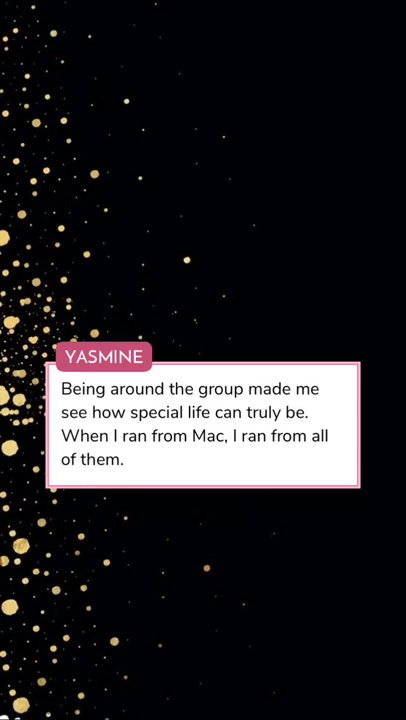 YASMINE
Being around the group made me
see how special life can truly be.
When I ran from Mac, I ran from all
of them.